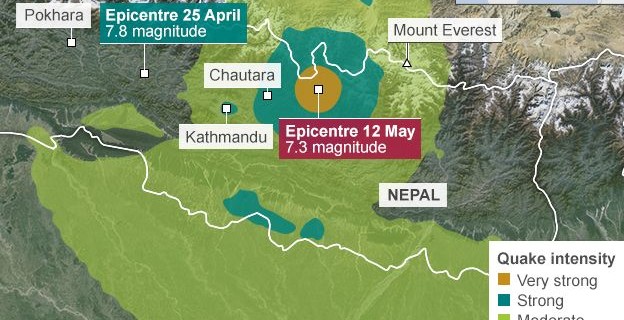 Pokhara
Epicentre 25 April
7.8 magnitude
Mount Everest
Chautara
Kathmandu
Epicentre 12 May
7.3 magnitude
NEPAL
Quake intensity
Very strong
Strong
Moderate